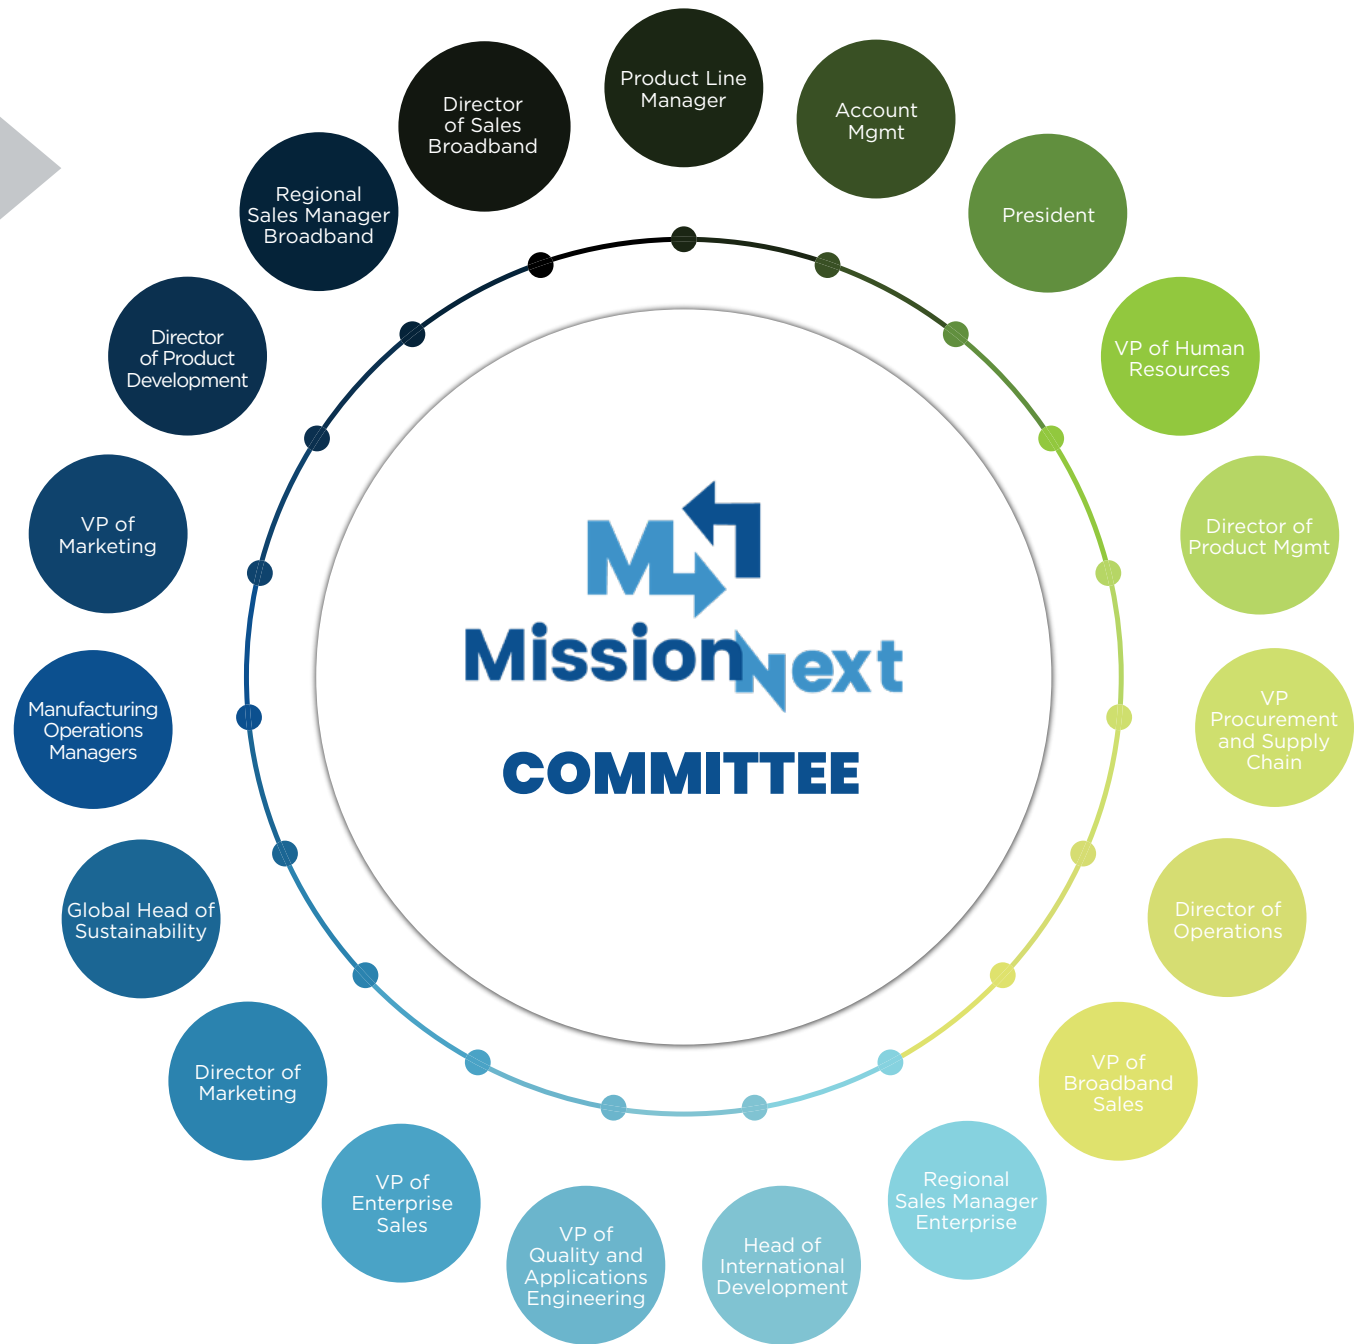 Product Line
Manager
Account
Mgmt
President
VP of Human
Resources
Director of
Product Mgmt
VP
Procurement
and Supply
Chain
Director of
Operations
VP of
Broadband
Sales
Regional
Sales Manager
Enterprise
Head of
International
Development
VP of
Quality and
Applications
Engineering
VP of
Enterprise
Sales
Director of
Marketing
Global Head of
Sustainability
Manufacturing
Operations
Managers
VP of
Marketing
Director
of Product
Development
Regional
Sales Manager
Broadband
Director
of Sales
Broadband
MN
MissionNext
COMMITTEE